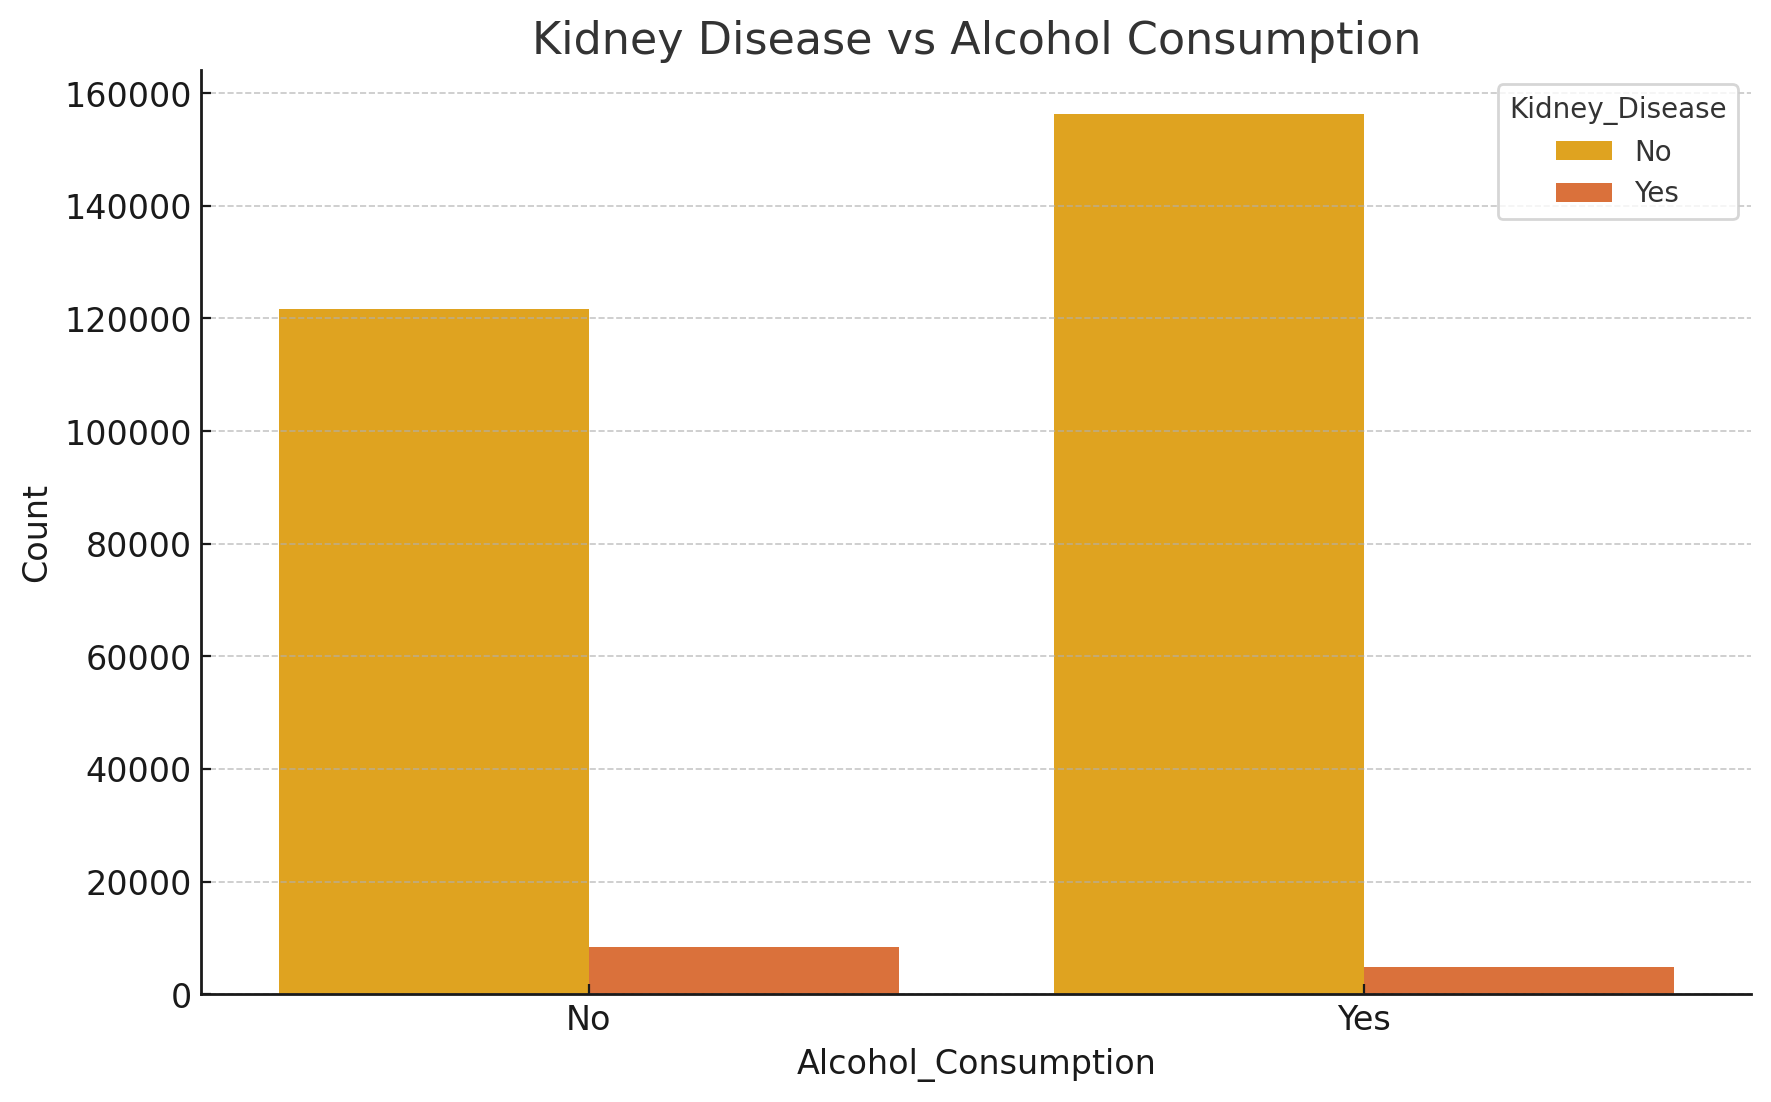 Kidney Disease vs Alcohol Consumption
160000
140000
120000
100000
80000
60000
40000
20000
0
Count
Kidney_Disease
No
Yes
No
Yes
Alcohol_Consumption